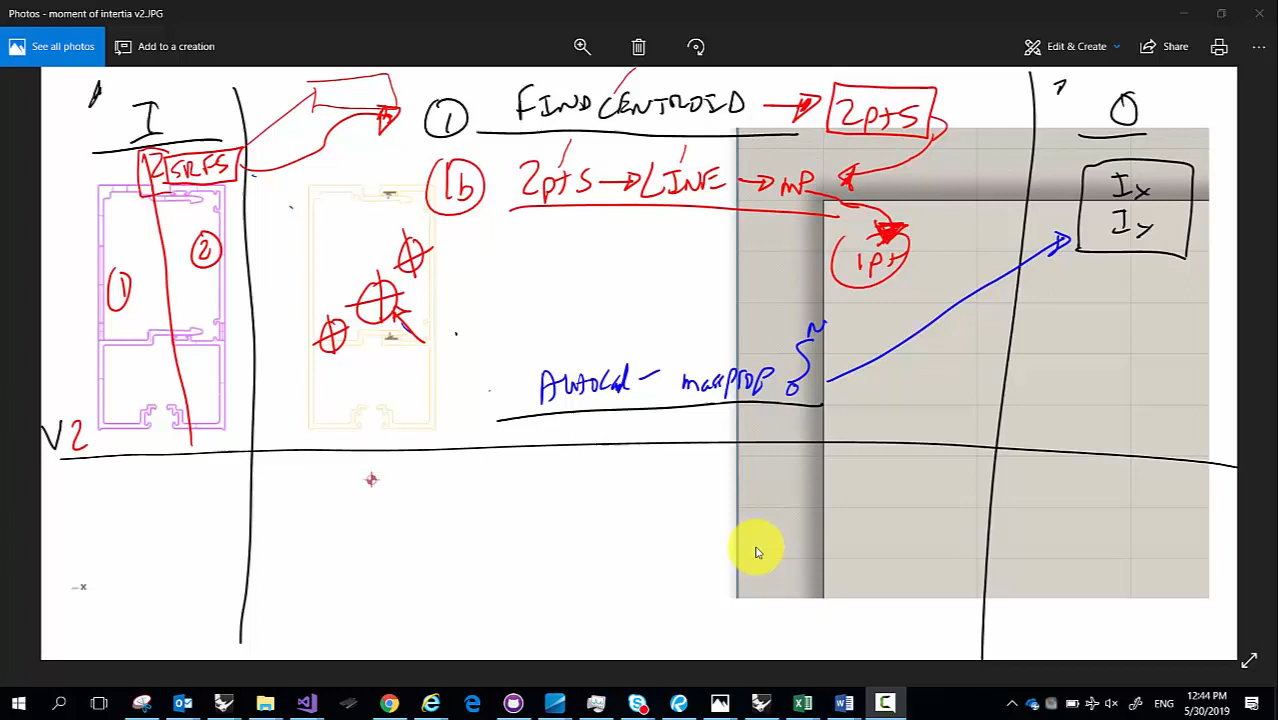 Photos - moment of intertia v2.JPG
See all photos
Add to a creation
Edit & Create
Share
I
① FIND CENTROID → 2pts
O
2 SRFS
①b 2pts → LINE → mp
Ix
Iy
1
2
1pt
AutoCad - massprop
V2
x
ENG
12:44 PM
5/30/2019